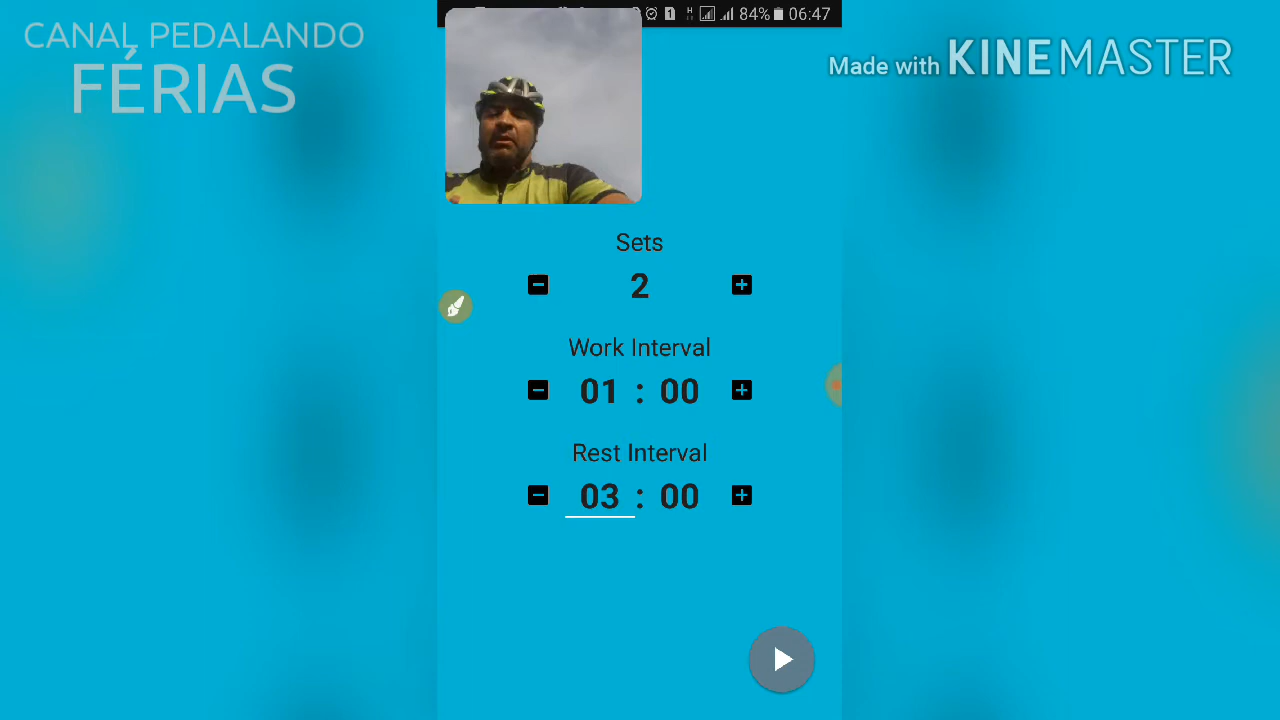 CANAL PEDALANDO
FÉRIAS
Made with KINEMASTER
84% 06:47
Sets
2
Work Interval
01 : 00
Rest Interval
03 : 00